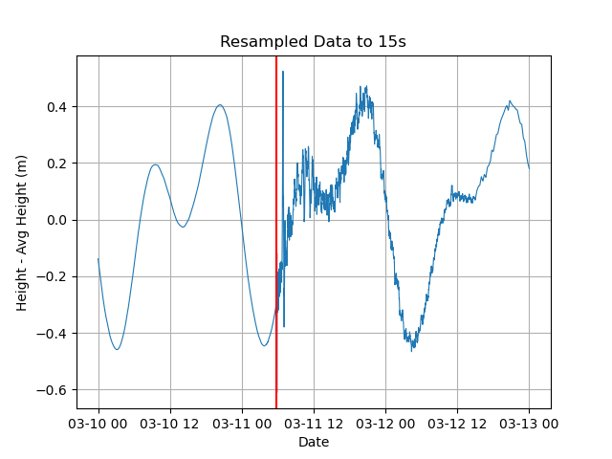 Resampled Data to 15s
Height - Avg Height (m)
0.4
0.2
0.0
−0.2
−0.4
−0.6
03-10 00 03-10 12 03-11 00 03-11 12 03-12 00 03-12 12 03-13 00
Date